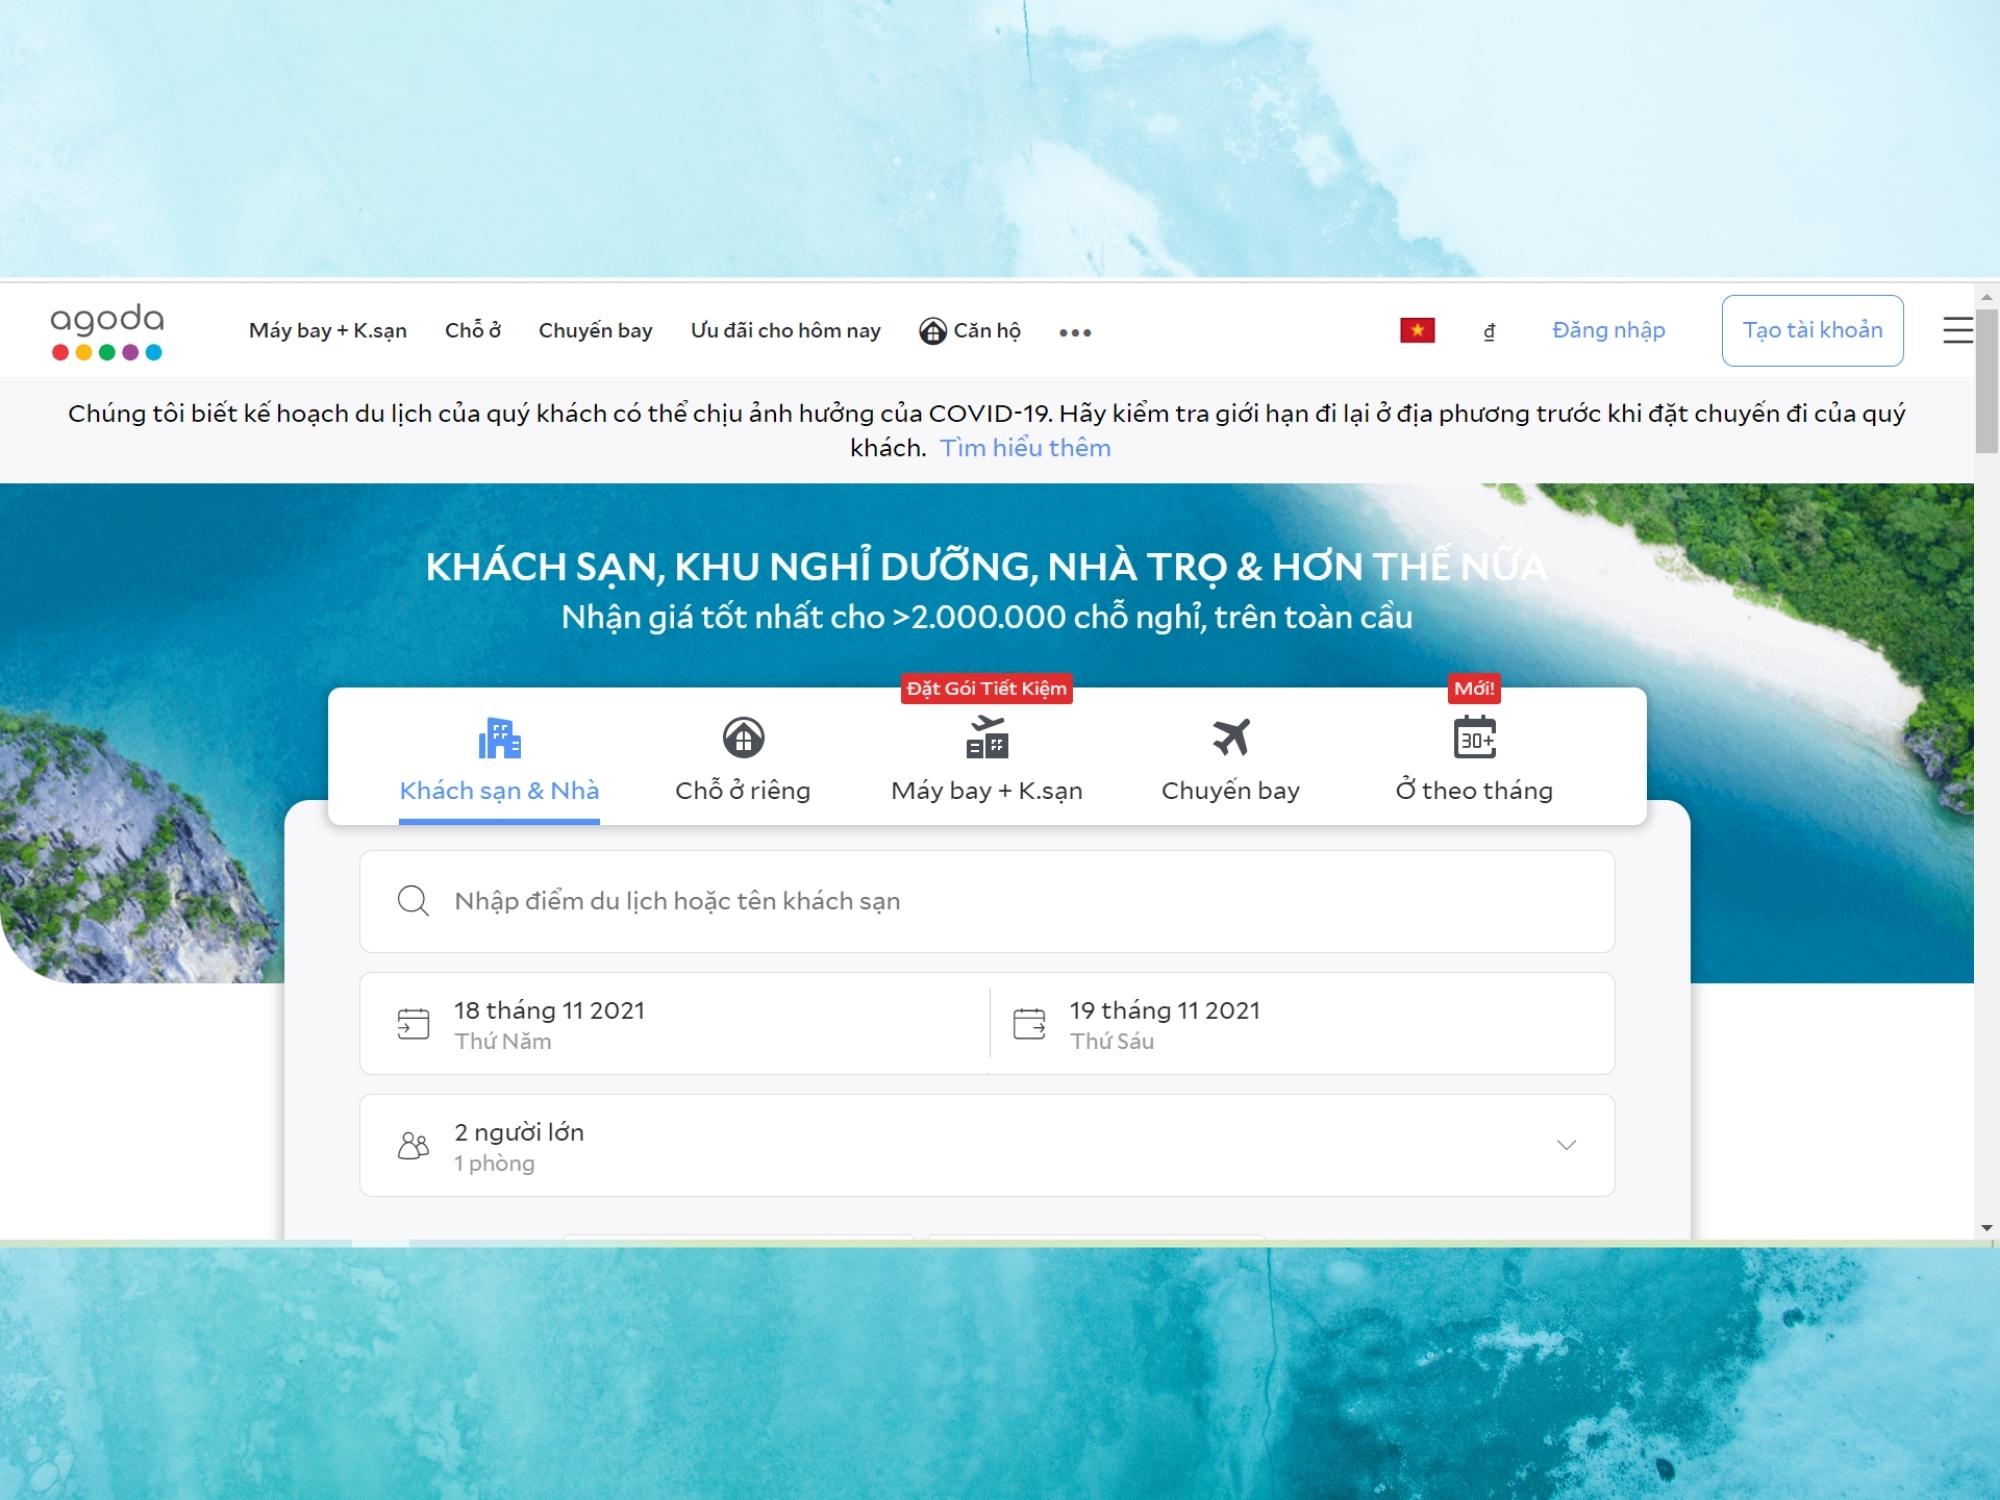 agoda
Máy bay + K.sạn Chỗ ở Chuyến bay Ưu đãi cho hôm nay Căn hộ ••• đ Đăng nhập Tạo tài khoản
Chúng tôi biết kế hoạch du lịch của quý khách có thể chịu ảnh hưởng của COVID-19. Hãy kiểm tra giới hạn đi lại ở địa phương trước khi đặt chuyến đi của quý
khách. Tìm hiểu thêm
KHÁCH SẠN, KHU NGHỈ DƯỠNG, NHÀ TRỌ & HƠN THẾ NỮA
Nhận giá tốt nhất cho >2.000.000 chỗ nghỉ, trên toàn cầu
Đặt Gói Tiết Kiệm Mới!
30+
Khách sạn & Nhà Chỗ ở riêng Máy bay + K.sạn Chuyến bay Ở theo tháng
Nhập điểm du lịch hoặc tên khách sạn
18 tháng 11 2021 19 tháng 11 2021
Thứ Năm Thứ Sáu
2 người lớn
1 phòng